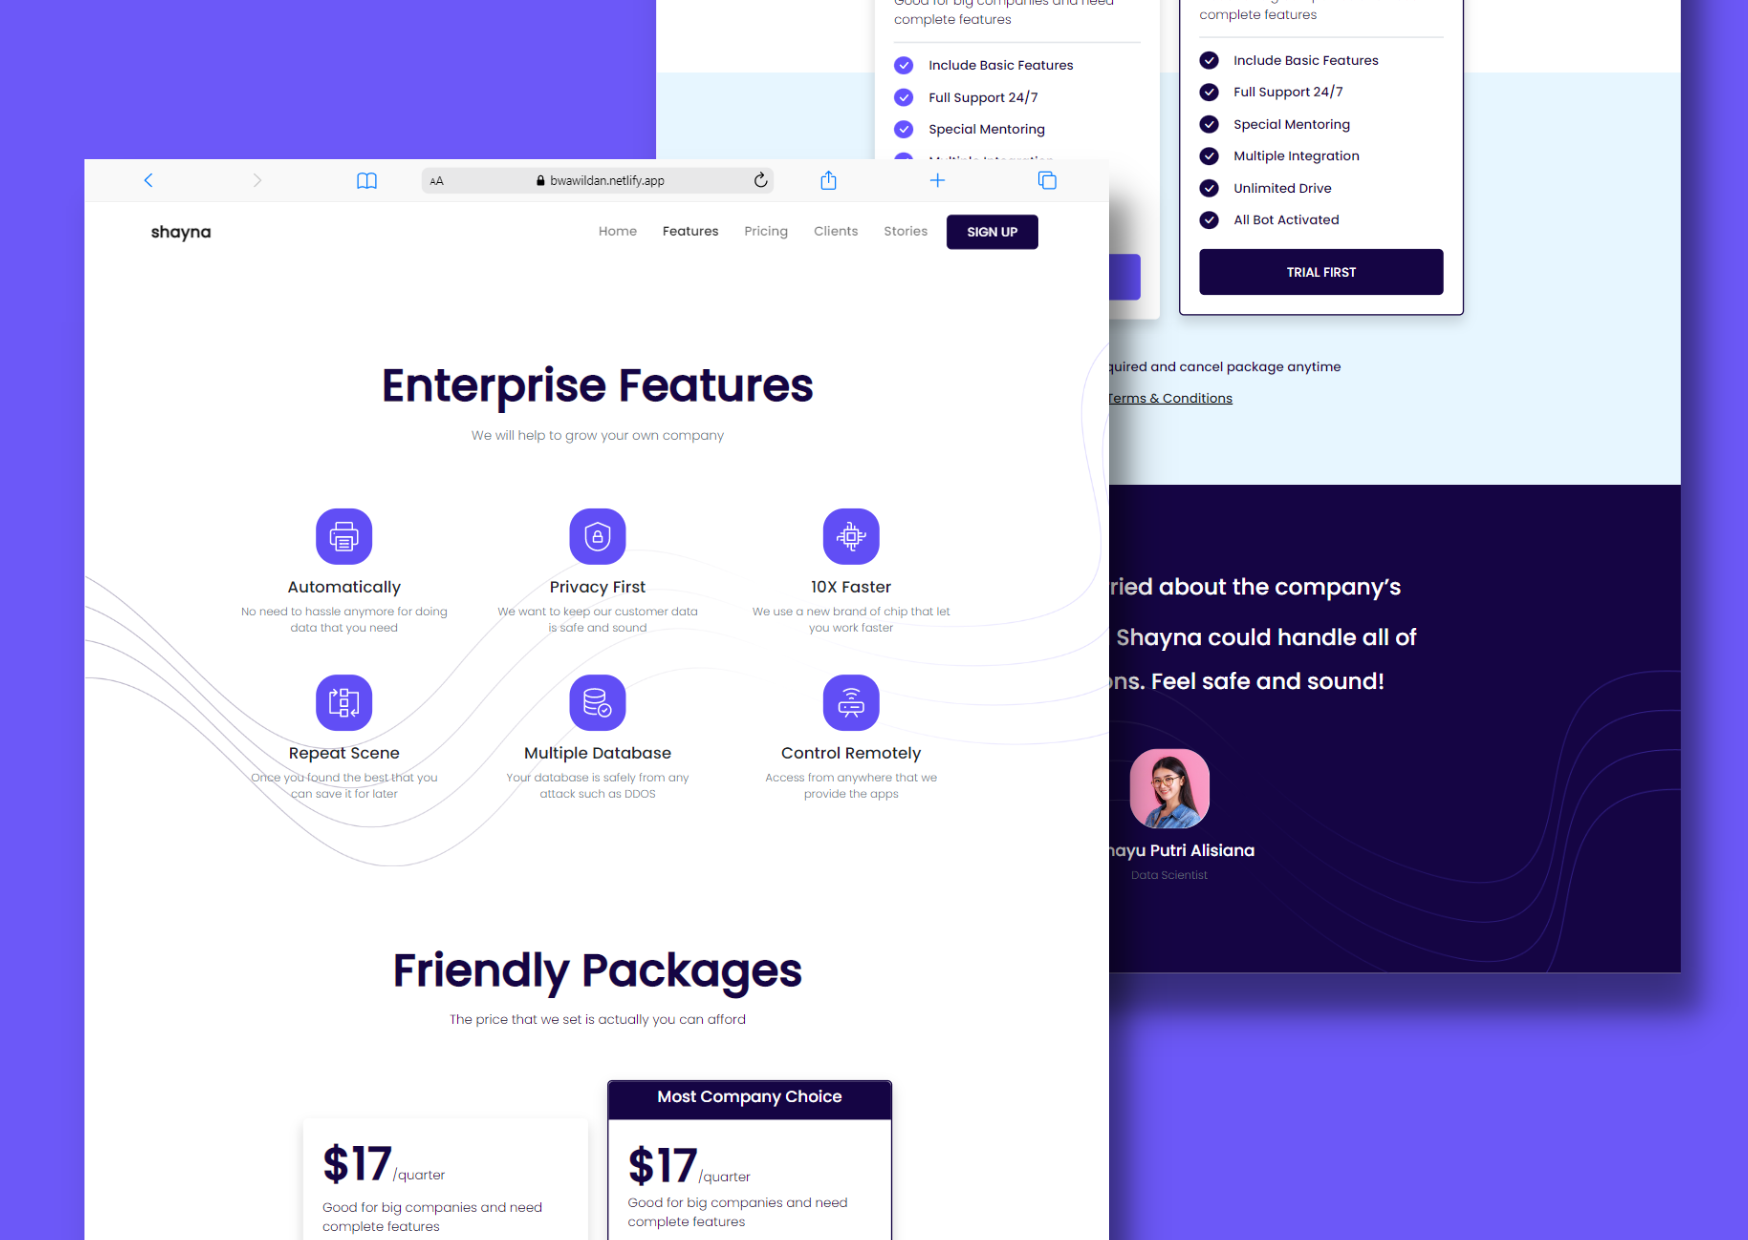 Good for big companies and need
complete features
Include Basic Features
Full Support 24/7
Special Mentoring
Multiple Integration
complete features
Include Basic Features
Full Support 24/7
Special Mentoring
Multiple Integration
Unlimited Drive
All Bot Activated
TRIAL FIRST
and cancel package anytime
Terms & Conditions
about the company's
Shayna could handle all of
Feel safe and sound!
Putri Alisiana
Data Scientist
AA
bwawildan.netlify.app
shayna
Home
Features
Pricing
Clients
Stories
SIGN UP
Enterprise Features
We will help to grow your own company
Automatically
No need to hassle anymore for doing
data that you need
Privacy First
We want to keep our customer data
is safe and sound
10X Faster
We use a new brand of chip that let
you work faster
Repeat Scene
Once you found the best that you
can save it for later
Multiple Database
Your database is safely from any
attack such as DDOS
Control Remotely
Access from anywhere that we
provide the apps
Friendly Packages
The price that we set is actually you can afford
$17/quarter
Good for big companies and need
complete features
Most Company Choice
$17/quarter
Good for big companies and need
complete features